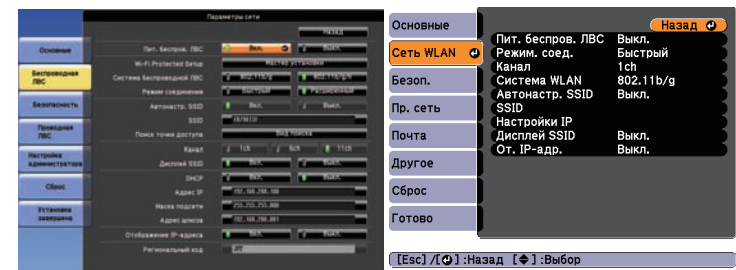 Параметры сети
Назад
Основные
Беспроводная ЛВС
Безопасность
Проводная ЛВС
Настройка администратора
Сброс
Установка завершена
Пит. беспров. ЛВС Вкл. Выкл.
Wi-Fi Protected Setup Мастер установки
Система беспроводной ЛВС 802.11b/g 802.11b/g/n
Режим соединения Быстрый Расширенный
Автонастр. SSID Вкл. Выкл.
SSID
Поиск точки доступа Вид поиска
Канал 1ch 6ch 11ch
Дисплей SSID Вкл. Выкл.
DHCP Вкл. Выкл.
Адрес IP
Маска подсети 255.255.255.000
Адрес шлюза
Отображение IP-адреса Вкл. Выкл.
Региональный код
Основные
Сеть WLAN
Безоп.
Пр. сеть
Почта
Другое
Сброс
Готово
Назад
Пит. беспров. ЛВС Выкл.
Режим. соед. Быстрый
Канал 1ch
Система WLAN 802.11b/g
Автонастр. SSID Выкл.
SSID
Настройки IP
Дисплей SSID Выкл.
От. IP-адр. Выкл.
[Esc] /[ ] :Назад [ ] :Выбор